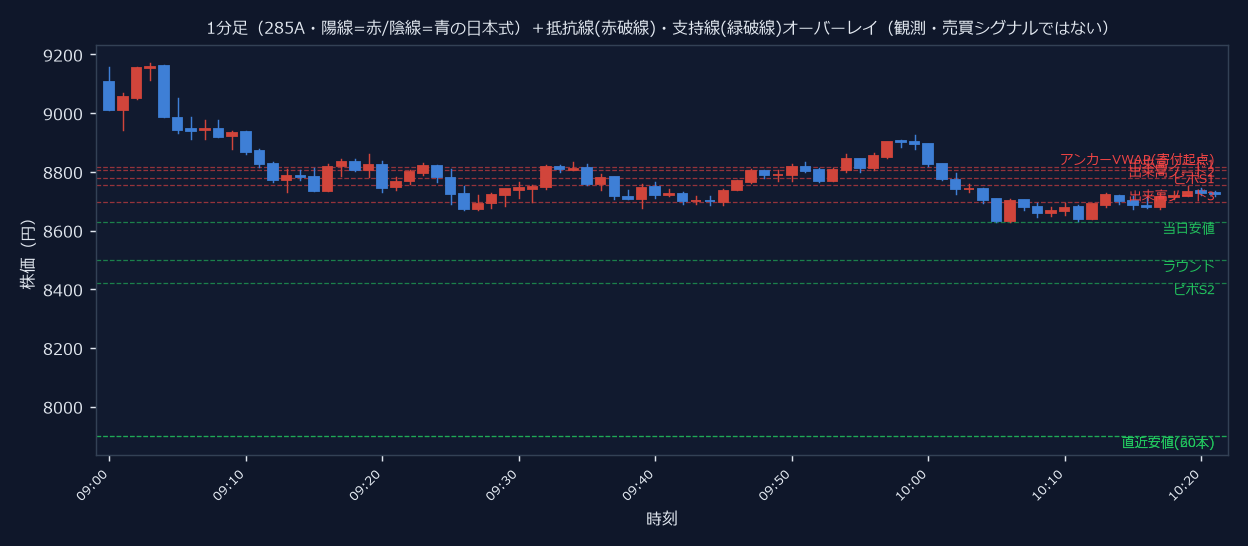 1分足（285A・陽線=赤/陰線=青の日本式）＋抵抗線(赤破線)・支持線(緑破線)オーバーレイ（観測・売買シグナルではない）
9200
9000
8800
8600
8400
8200
8000
株価（円）
アンカーVWAP(寄付起点)
ピボS1
当日安値
ラウンド
ピボS2
直近安値(
本)
09:00
09:10
09:20
09:30
09:40
09:50
10:00
10:10
10:20
時刻